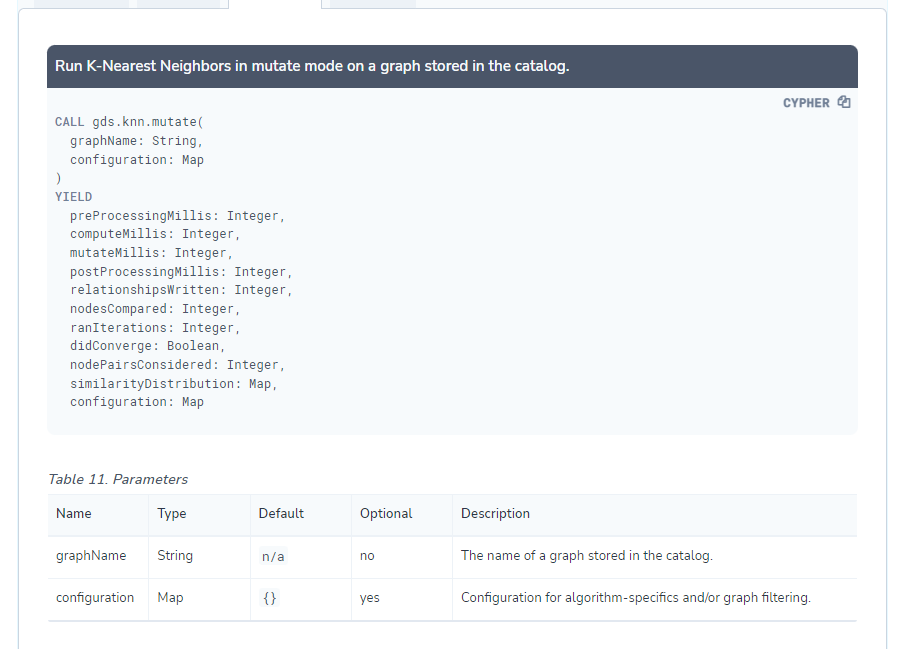 Run K-Nearest Neighbors in mutate mode on a graph stored in the catalog.
CYPHER
CALL gds.knn.mutate(
  graphName: String,
  configuration: Map
)
YIELD
  preProcessingMillis: Integer,
  computeMillis: Integer,
  mutateMillis: Integer,
  postProcessingMillis: Integer,
  relationshipsWritten: Integer,
  nodesCompared: Integer,
  ranIterations: Integer,
  didConverge: Boolean,
  nodePairsConsidered: Integer,
  similarityDistribution: Map,
  configuration: Map
Table 11. Parameters
Name Type Default Optional Description
graphName String n/a no The name of a graph stored in the catalog.
configuration Map {} yes Configuration for algorithm-specifics and/or graph filtering.